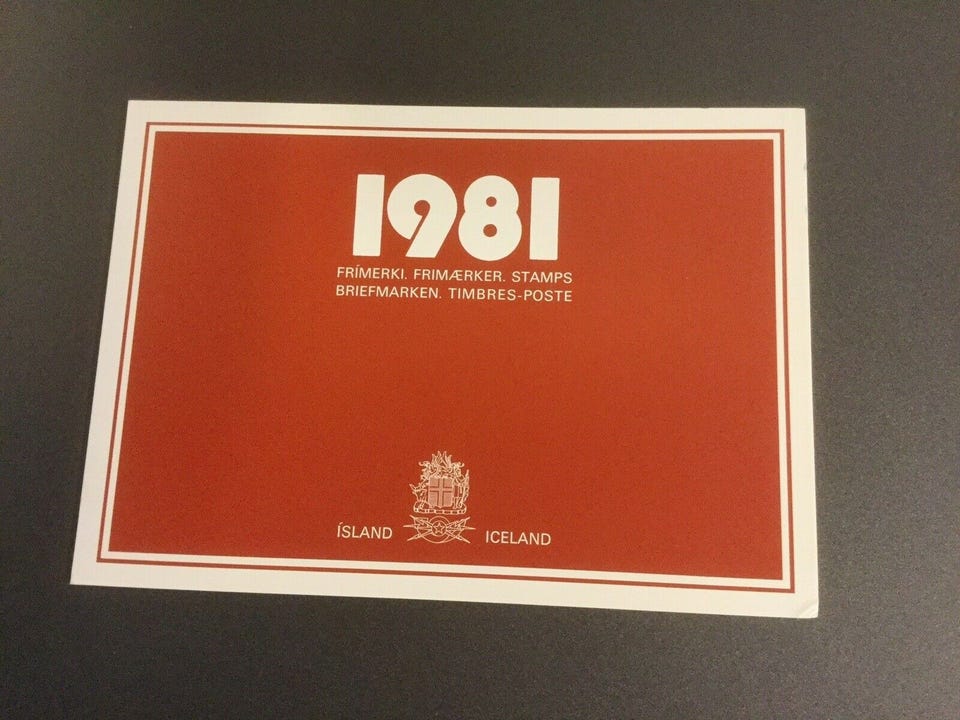 1981
FRÍMERKI. FRIMÆRKER. STAMPS
BRIEFMARKEN. TIMBRES-POSTE
ÍSLAND ICELAND